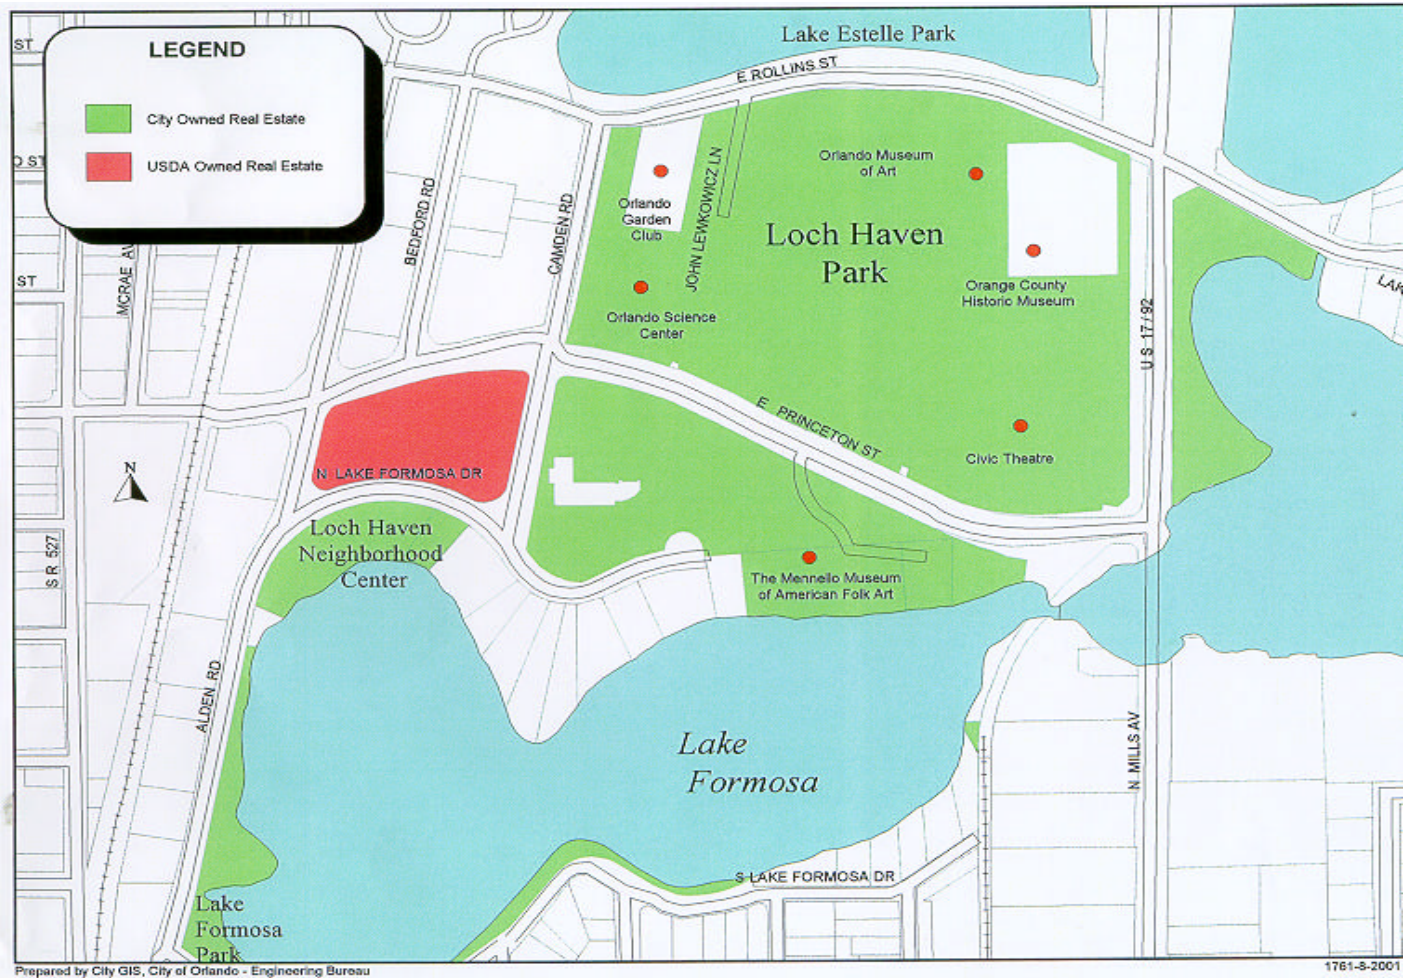 LEGEND
City Owned Real Estate
USDA Owned Real Estate
ST
ST
ST
MCRAE AV
BEDFORD RD
CAMDEN RD
Lake Estelle Park
E ROLLINS ST
JOHN LEWKOWICZ LN
Orlando
Garden
Club
Orlando Museum
of Art
Loch Haven
Park
Orange County
Historic Museum
Orlando Science
Center
U S 17 / 92
E PRINCETON ST
Civic Theatre
N
N LAKE FORMOSA DR
Loch Haven
Neighborhood
Center
S R 527
The Mennello Museum
of American Folk Art
ALDEN RD
Lake
Formosa
N MILLS AV
S LAKE FORMOSA DR
Lake
Formosa
Park
Prepared by City GIS, City of Orlando - Engineering Bureau
1761-8-2001